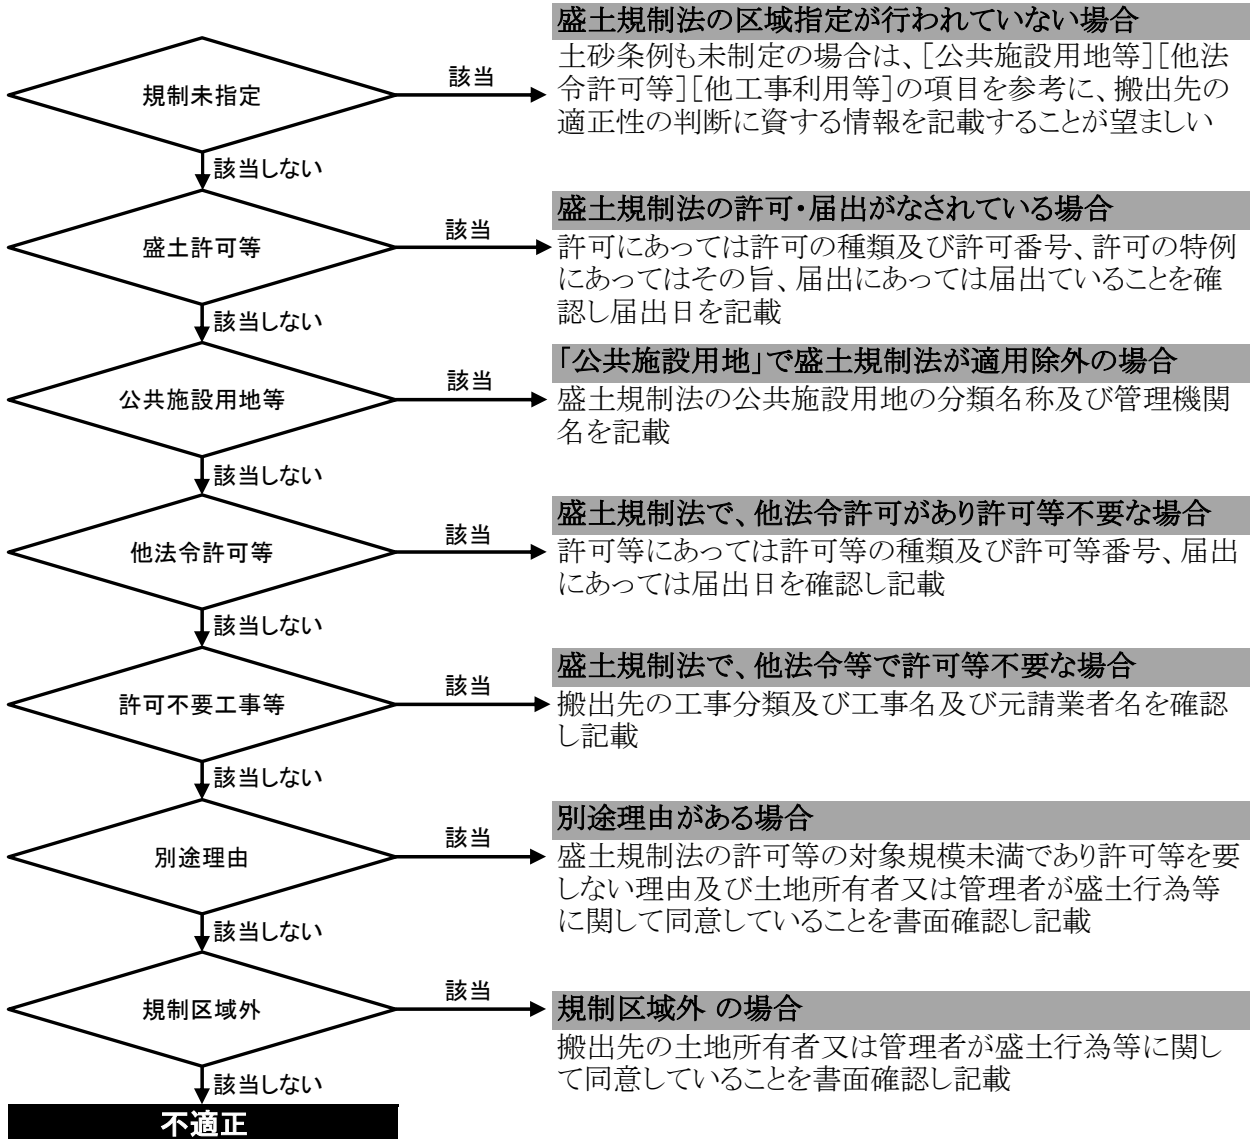 盛土規制法の区域指定が行われていない場合
規制未指定
該当
土砂条例も未制定の場合は、[公共施設用地等][他法
令許可等][他工事利用等]の項目を参考に、搬出先の
適正性の判断に資する情報を記載することが望ましい
該当しない
盛土規制法の許可・届出がなされている場合
盛土許可等
該当
許可にあっては許可の種類及び許可番号、許可の特例
にあってはその旨、届出にあっては届出ていることを確
認し届出日を記載
該当しない
「公共施設用地」で盛土規制法が適用除外の場合
公共施設用地等
該当
盛土規制法の公共施設用地の分類名称及び管理機関
名を記載
該当しない
盛土規制法で、他法令許可があり許可等不要な場合
他法令許可等
該当
許可等にあっては許可等の種類及び許可等番号、届出
にあっては届出日を確認し記載
該当しない
盛土規制法で、他法令等で許可等不要な場合
許可不要工事等
該当
搬出先の工事分類及び工事名及び元請業者名を確認
し記載
該当しない
別途理由がある場合
別途理由
該当
盛土規制法の許可等の対象規模未満であり許可等を要
しない理由及び土地所有者又は管理者が盛土行為等
に関して同意していることを書面確認し記載
該当しない
規制区域外 の場合
規制区域外
該当
搬出先の土地所有者又は管理者が盛土行為等に関し
て同意していることを書面確認し記載
該当しない
不適正